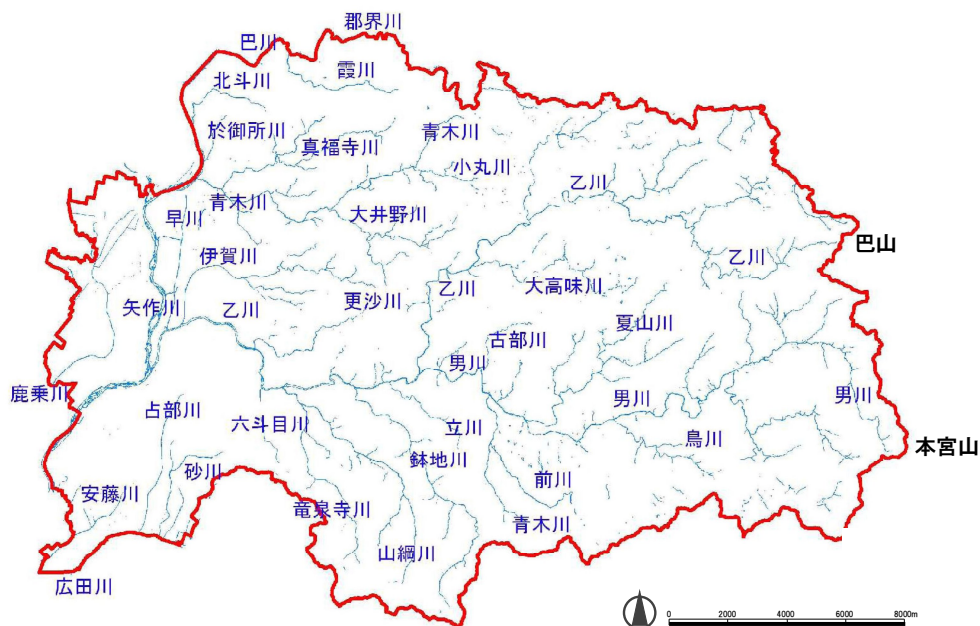 郡界川
巴川
霞川
北斗川
於御所川
青木川
真福寺川
小丸川
乙川
青木川
早川
大井野川
巴山
伊賀川
乙川
大高味川
乙川
更沙川
矢作川
乙川
夏山川
古部川
男川
鹿乗川
男川
男川
占部川
六斗目川
立川
鳥川
本宮山
鉢地川
砂川
前川
安藤川
竜泉寺川
青木川
山綱川
広田川
0 2000 4000 6000 8000m